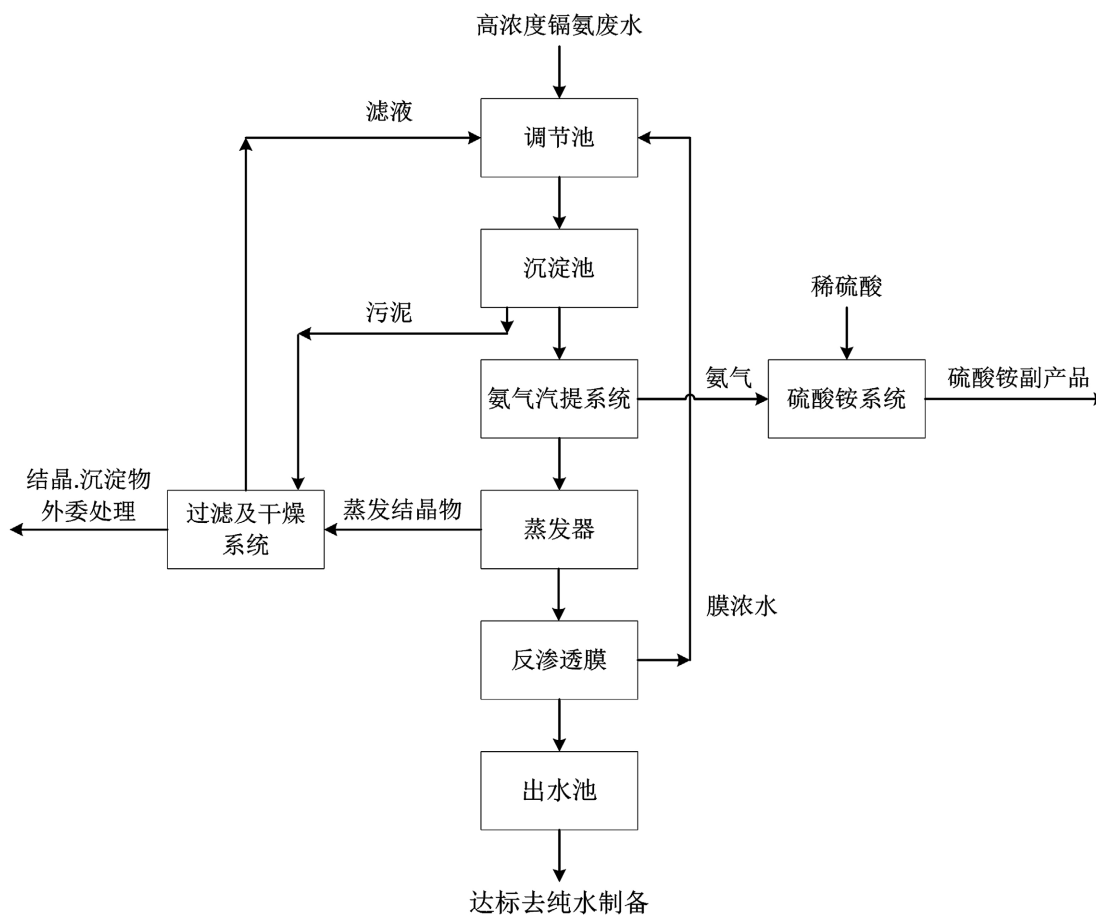 高浓度镉氨废水
滤液
调节池
沉淀池
稀硫酸
污泥
氨气
硫酸铵副产品
氨气汽提系统
硫酸铵系统
结晶.沉淀物
外委处理
过滤及干燥
系统
蒸发结晶物
蒸发器
膜浓水
反渗透膜
出水池
达标去纯水制备